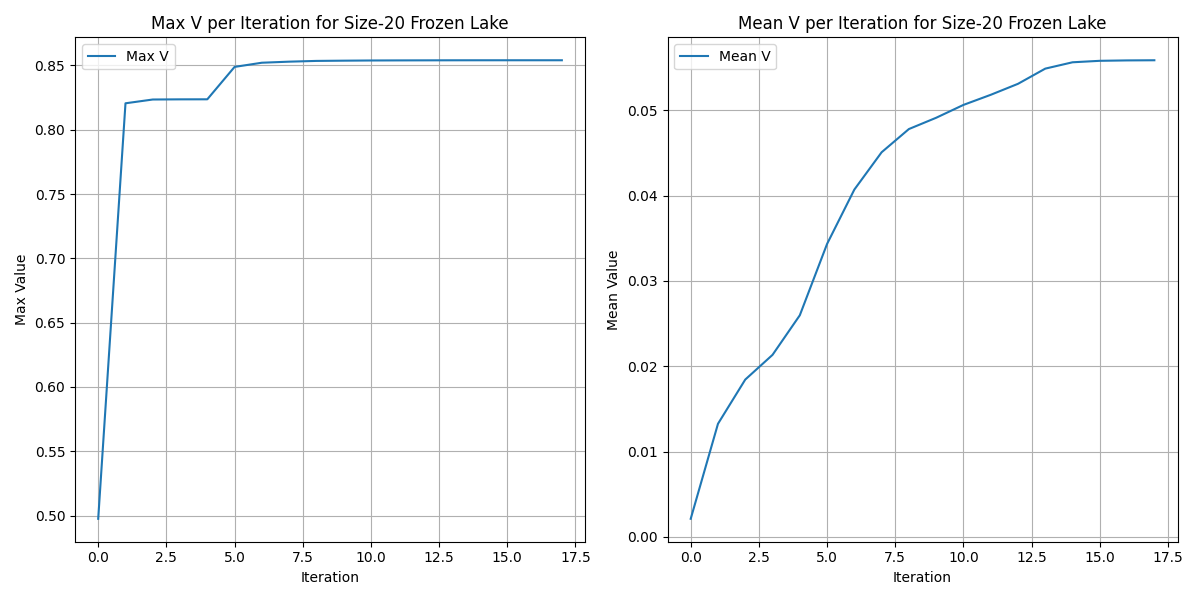 Max V per Iteration for Size-20 Frozen Lake
Max V
0.85
0.80
0.75
0.70
0.65
0.60
0.55
0.50
Max Value
0.0 2.5 5.0 7.5 10.0 12.5 15.0 17.5
Iteration
Mean V per Iteration for Size-20 Frozen Lake
Mean V
0.05
0.04
0.03
0.02
0.01
0.00
Mean Value
0.0 2.5 5.0 7.5 10.0 12.5 15.0 17.5
Iteration